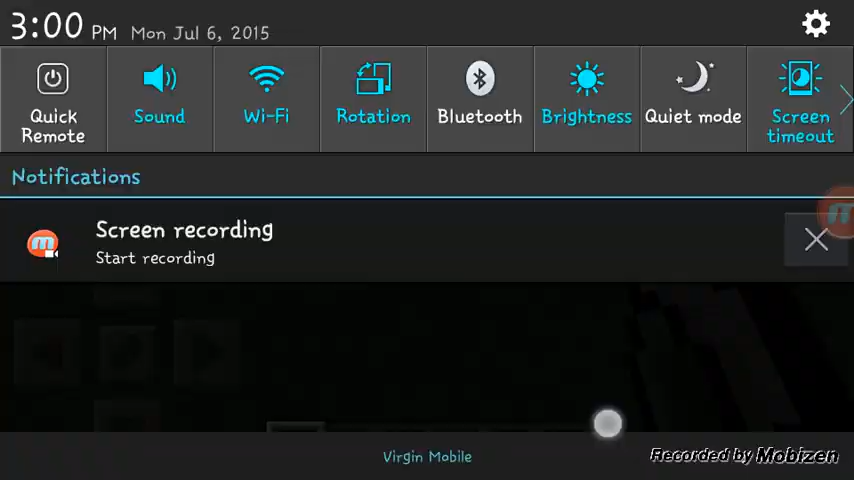 3:00 PM Mon Jul 6, 2015
Quick Remote
Sound
Wi-Fi
Rotation
Bluetooth
Brightness
Quiet mode
Screen timeout
Notifications
m
Screen recording
Start recording
Virgin Mobile
Recorded by Mobizen